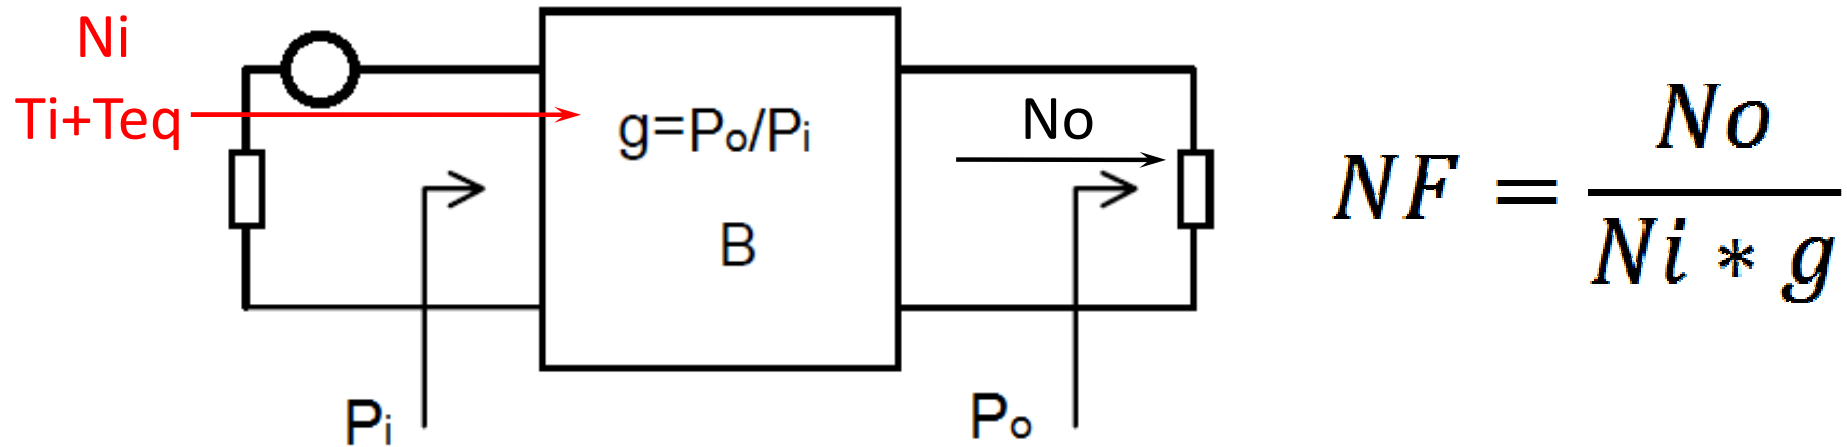 Ni
Ti+Teq
g=Po/Pi
B
No
Pi
Po
NF = No / Ni * g